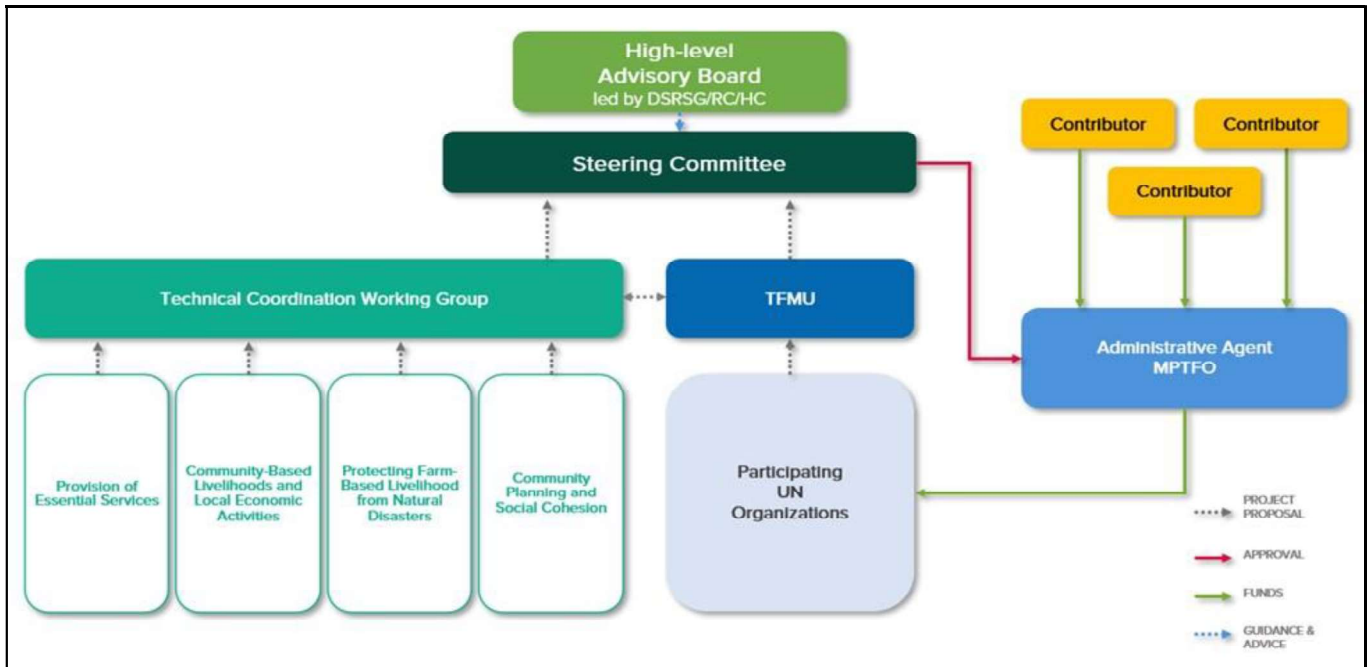 High-level
Advisory Board
led by DSRSG/RC/HC
Steering Committee
Contributor
Contributor
Contributor
Technical Coordination Working Group
TFMU
Administrative Agent
MPTFO
Provision of
Essential Services
Community-Based
Livelihoods and
Local Economic
Activities
Protecting Farm-
Based Livelihood
from Natural
Disasters
Community
Planning and
Social Cohesion
Participating
UN
Organizations
PROJECT
PROPOSAL
APPROVAL
FUNDS
GUIDANCE &
ADVICE